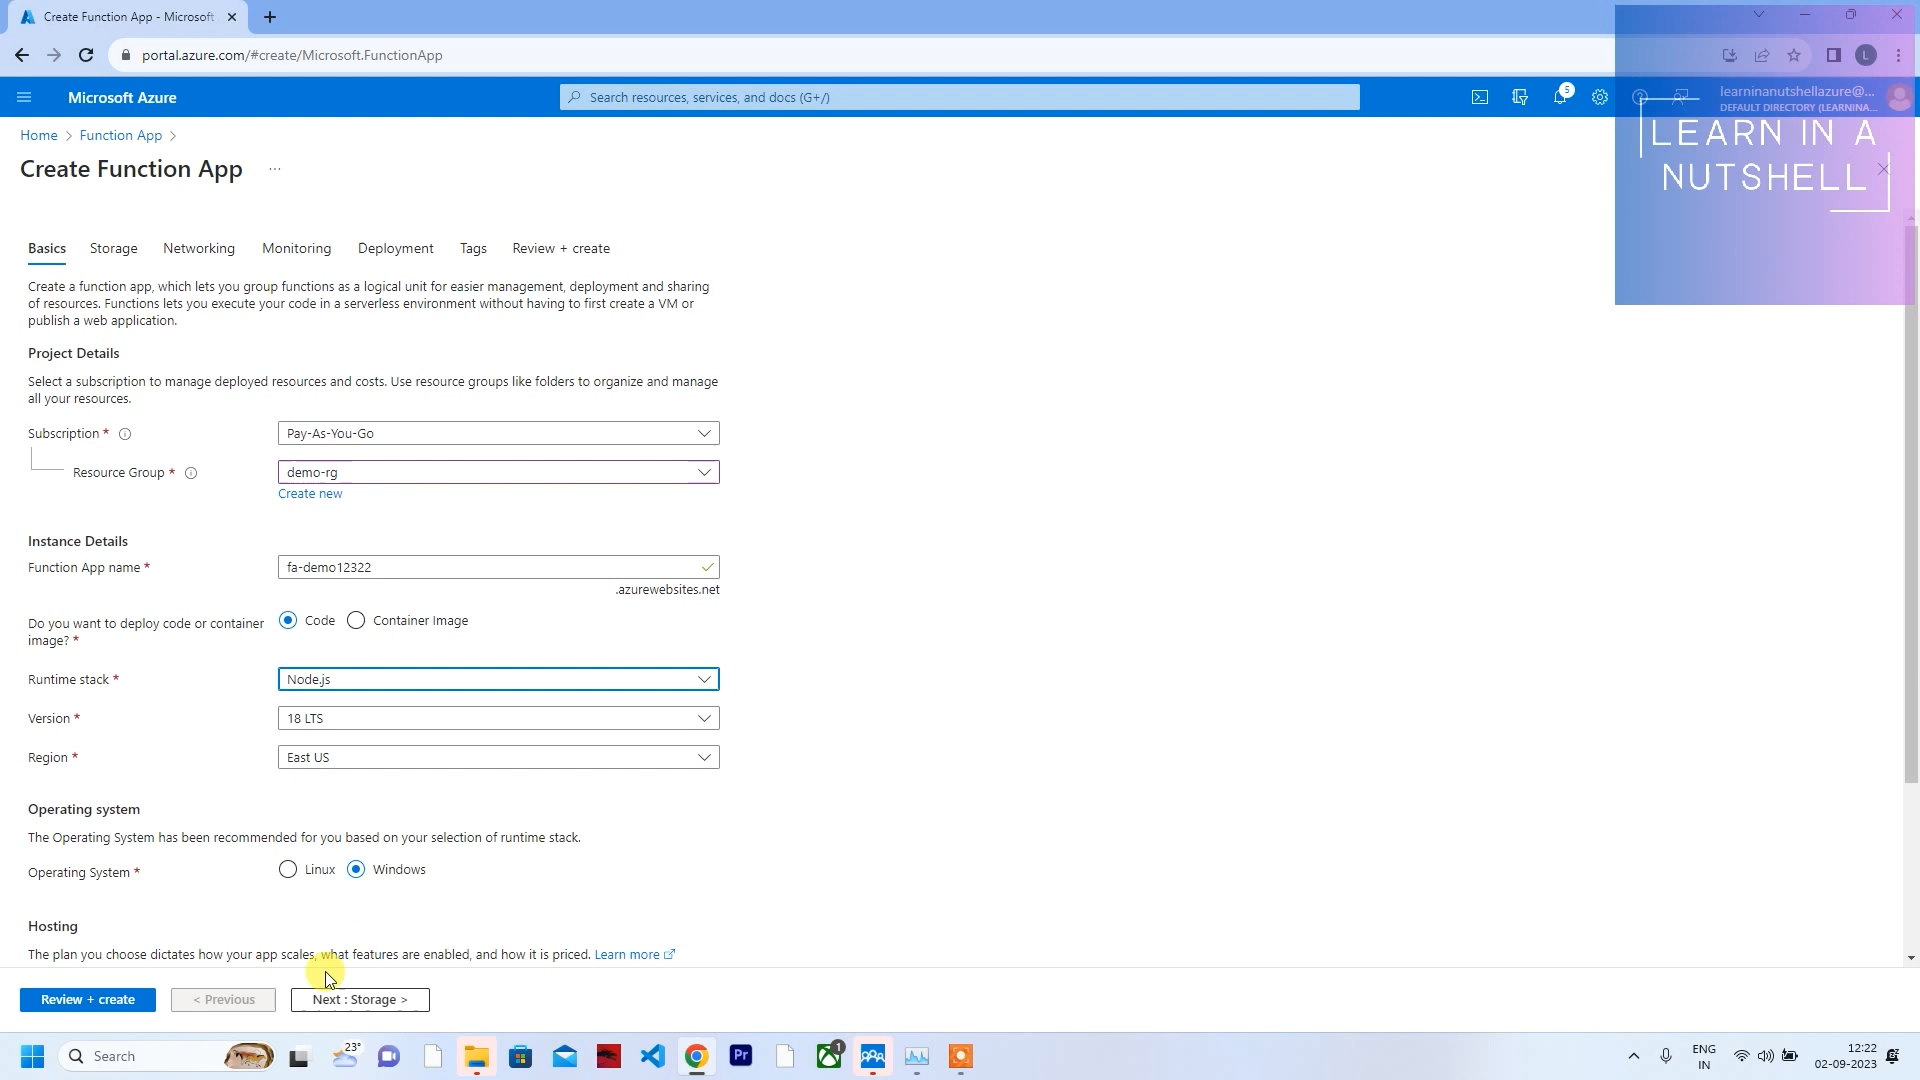 Create Function App - Microsoft
portal.azure.com/#create/Microsoft.FunctionApp
L
Microsoft Azure
Search resources, services, and docs (G+/)
5
learninanutshellazure@...
DEFAULT DIRECTORY (LEARNINA...
Home > Function App >
Create Function App ...
LEARN IN A
NUTSHELL
Basics Storage Networking Monitoring Deployment Tags Review + create
Create a function app, which lets you group functions as a logical unit for easier management, deployment and sharing
of resources. Functions lets you execute your code in a serverless environment without having to first create a VM or
publish a web application.
Project Details
Select a subscription to manage deployed resources and costs. Use resource groups like folders to organize and manage
all your resources.
Subscription * Pay-As-You-Go
Resource Group * demo-rg
Create new
Instance Details
Function App name * fa-demo12322
.azurewebsites.net
Do you want to deploy code or container
image? *
Code Container Image
Runtime stack * Node.js
Version * 18 LTS
Region * East US
Operating system
The Operating System has been recommended for you based on your selection of runtime stack.
Operating System * Linux Windows
Hosting
The plan you choose dictates how your app scales, what features are enabled, and how it is priced. Learn more
Review + create < Previous Next : Storage >
Search
23°
Pr
1
ENG
IN
12:22
02-09-2023